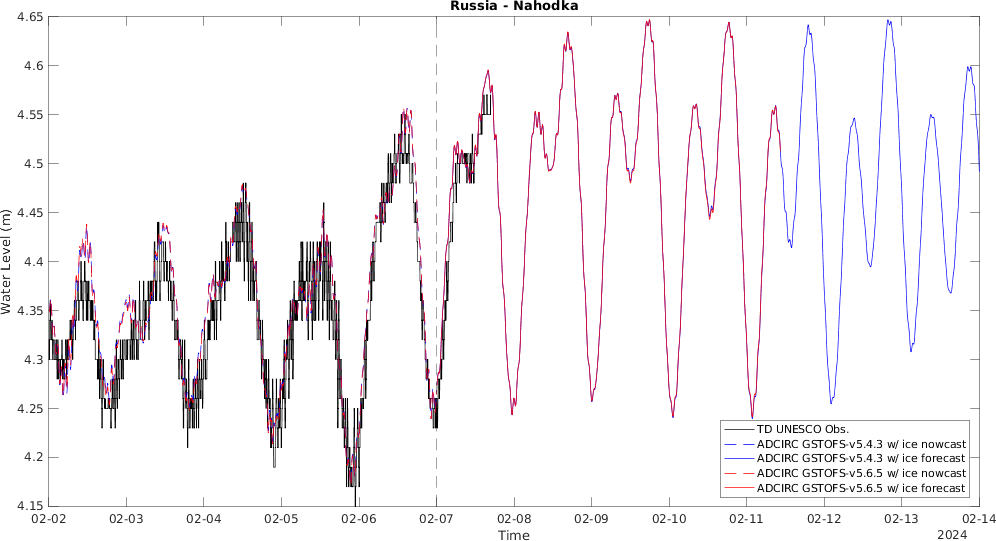 Russia - Nahodka
Water Level (m)
4.65
4.6
4.55
4.5
4.45
4.4
4.35
4.3
4.25
4.2
4.15
TD UNESCO Obs.
ADCIRC GSTOFS-v5.4.3 w/ ice nowcast
ADCIRC GSTOFS-v5.4.3 w/ ice forecast
ADCIRC GSTOFS-v5.6.5 w/ ice nowcast
ADCIRC GSTOFS-v5.6.5 w/ ice forecast
02-02 02-03 02-04 02-05 02-06 02-07 02-08 02-09 02-10 02-11 02-12 02-13 02-14
Time
2024